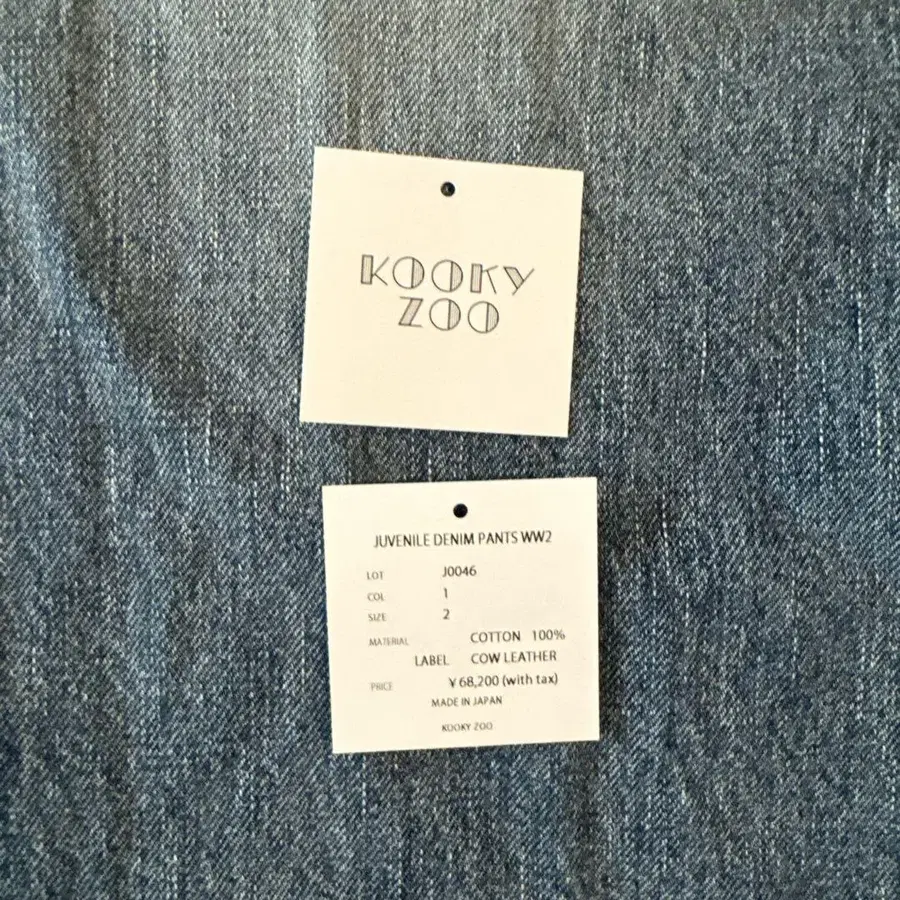 KOOKY
ZOO
JUVENILE DENIM PANTS WW2
LOT J0046
COL 1
SIZE 2
MATERIAL COTTON 100%
LABEL COW LEATHER
PRICE ¥68,200 (with tax)
MADE IN JAPAN
KOOKY ZOO